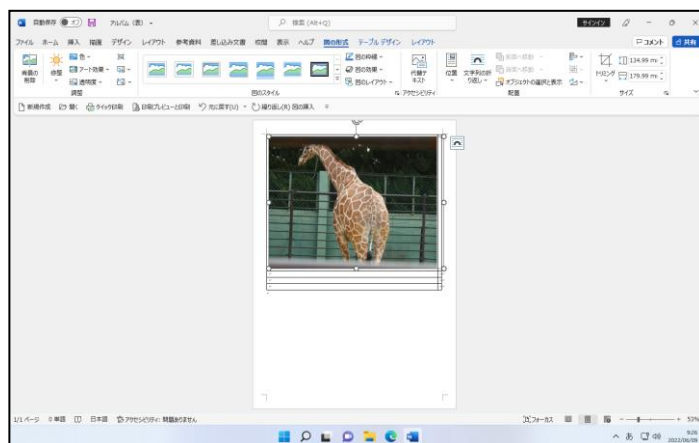 自動保存 オフ アルバム (表) 検索 (Alt+Q) サインイン
ファイル ホーム 挿入 描画 デザイン レイアウト 参考資料 差し込み文書 校閲 表示 ヘルプ 図の形式 テーブル デザイン レイアウト コメント 共有
背景の削除 修整 色 アート効果 透明度 図の枠線 図の効果 図のレイアウト 代替テキスト 位置 文字列の折り返し 前面へ移動 背面へ移動 オブジェクトの選択と表示 トリミング 134.99 mm 179.99 mm
調整 図のスタイル アクセシビリティ 配置 サイズ
新規作成 開く クイック印刷 印刷プレビューと印刷 元に戻す(U) 繰り返し(R) 図の挿入
1/1 ページ 0 単語 日本語 アクセシビリティ: 問題ありません フォーカス 52%
あ 9:26